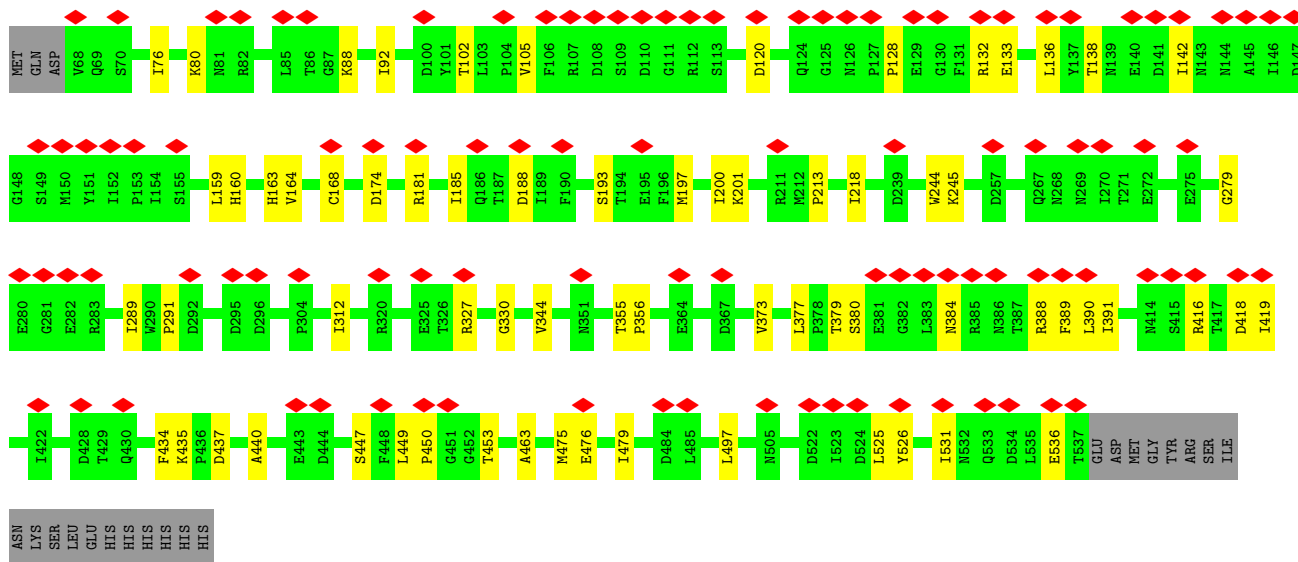 MET GLN ASP V68 Q69 S70 I76 K80 N81 R82 L85 T86 G87 K88 I92 D100 Y101 T102 L103 P104 V105 F106 R107 D108 S109 D110 G111 R112 S113 D120 Q124 G125 N126 P127 P128 E129 G130 F131 R132 E133 L136 Y137 T138 N139 E140 D141 I142 N143 N144 A145 I146 D147
G148 S149 M150 Y151 I152 P153 I154 S155 L159 H160 H163 V164 C168 D174 R181 I185 Q186 T187 D188 I189 F190 S193 T194 E195 F196 M197 I200 K201 R211 M212 P213 I218 D239 W244 K245 D257 Q267 N268 N269 I270 T271 E272 E275 G279
E280 G281 E282 R283 I289 W290 P291 D292 D295 D296 P304 I312 R320 E325 T326 R327 G330 V344 N351 T355 P356 E364 D367 V373 L377 P378 T379 S380 E381 G382 L383 N384 R385 N386 T387 R388 F389 L390 I391 N414 S415 R416 T417 D418 I419
I422 D428 T429 Q430 F434 K435 P436 D437 A440 E443 D444 S447 F448 L449 P450 G451 G452 T453 A463 M475 E476 I479 D484 L485 L497 N505 D522 I523 D524 L525 Y526 I531 N532 Q533 D534 L535 E536 T537 GLU ASP MET GLY TYR ARG SER ILE
ASN LYS SER LEU GLU HIS HIS HIS HIS HIS HIS